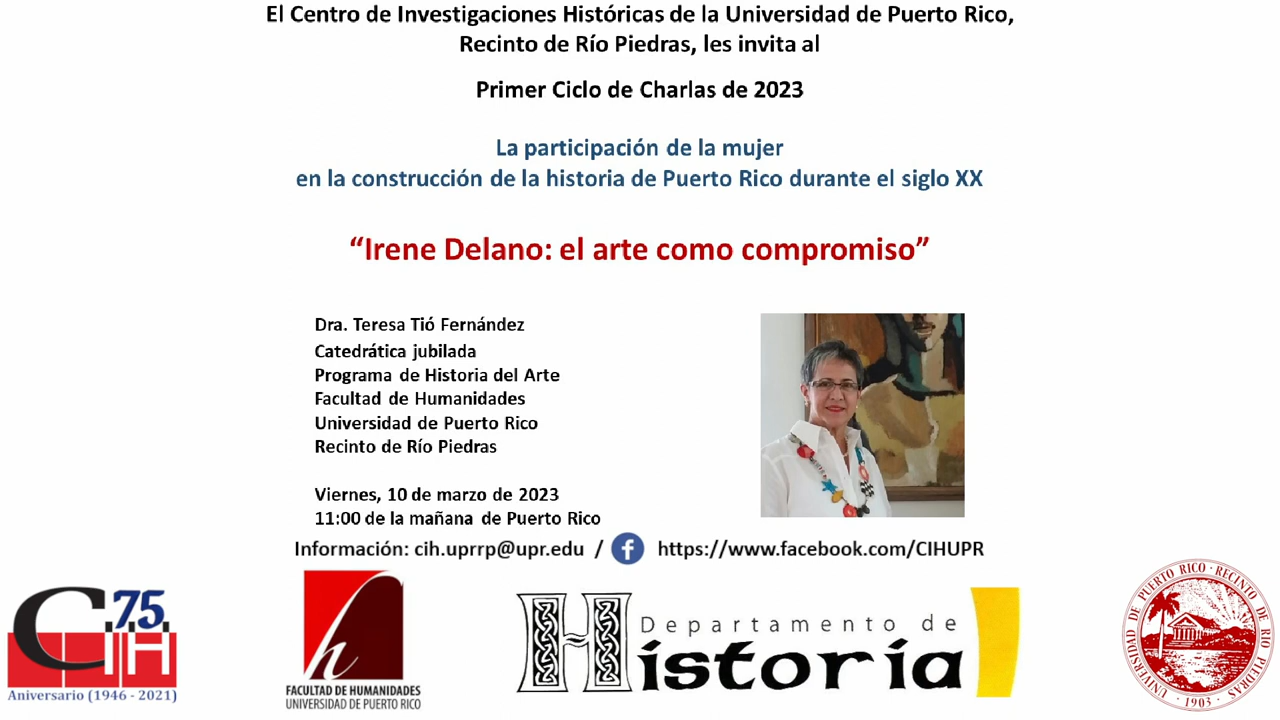 El Centro de Investigaciones Históricas de la Universidad de Puerto Rico,
Recinto de Río Piedras, les invita al
Primer Ciclo de Charlas de 2023
La participación de la mujer
en la construcción de la historia de Puerto Rico durante el siglo XX
“Irene Delano: el arte como compromiso”
Dra. Teresa Tió Fernández
Catedrática jubilada
Programa de Historia del Arte
Facultad de Humanidades
Universidad de Puerto Rico
Recinto de Río Piedras
Viernes, 10 de marzo de 2023
11:00 de la mañana de Puerto Rico
Información: cih.uprrp@upr.edu / f https://www.facebook.com/CIHUPR
CIH 75
Aniversario (1946 - 2021)
h
FACULTAD DE HUMANIDADES
UNIVERSIDAD DE PUERTO RICO
Departamento de
Historia
UNIVERSIDAD DE PUERTO RICO · RECINTO DE RÍO PIEDRAS
· 1903 ·